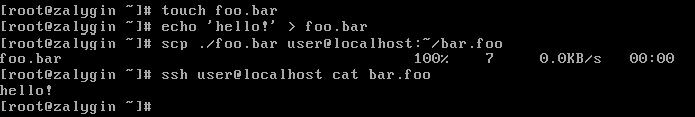 [root@zalygin ~]# touch foo.bar
[root@zalygin ~]# echo 'hello!' > foo.bar
[root@zalygin ~]# scp ./foo.bar user@localhost:~/bar.foo
foo.bar 100% 7 0.0KB/s 00:00
[root@zalygin ~]# ssh user@localhost cat bar.foo
hello!
[root@zalygin ~]#